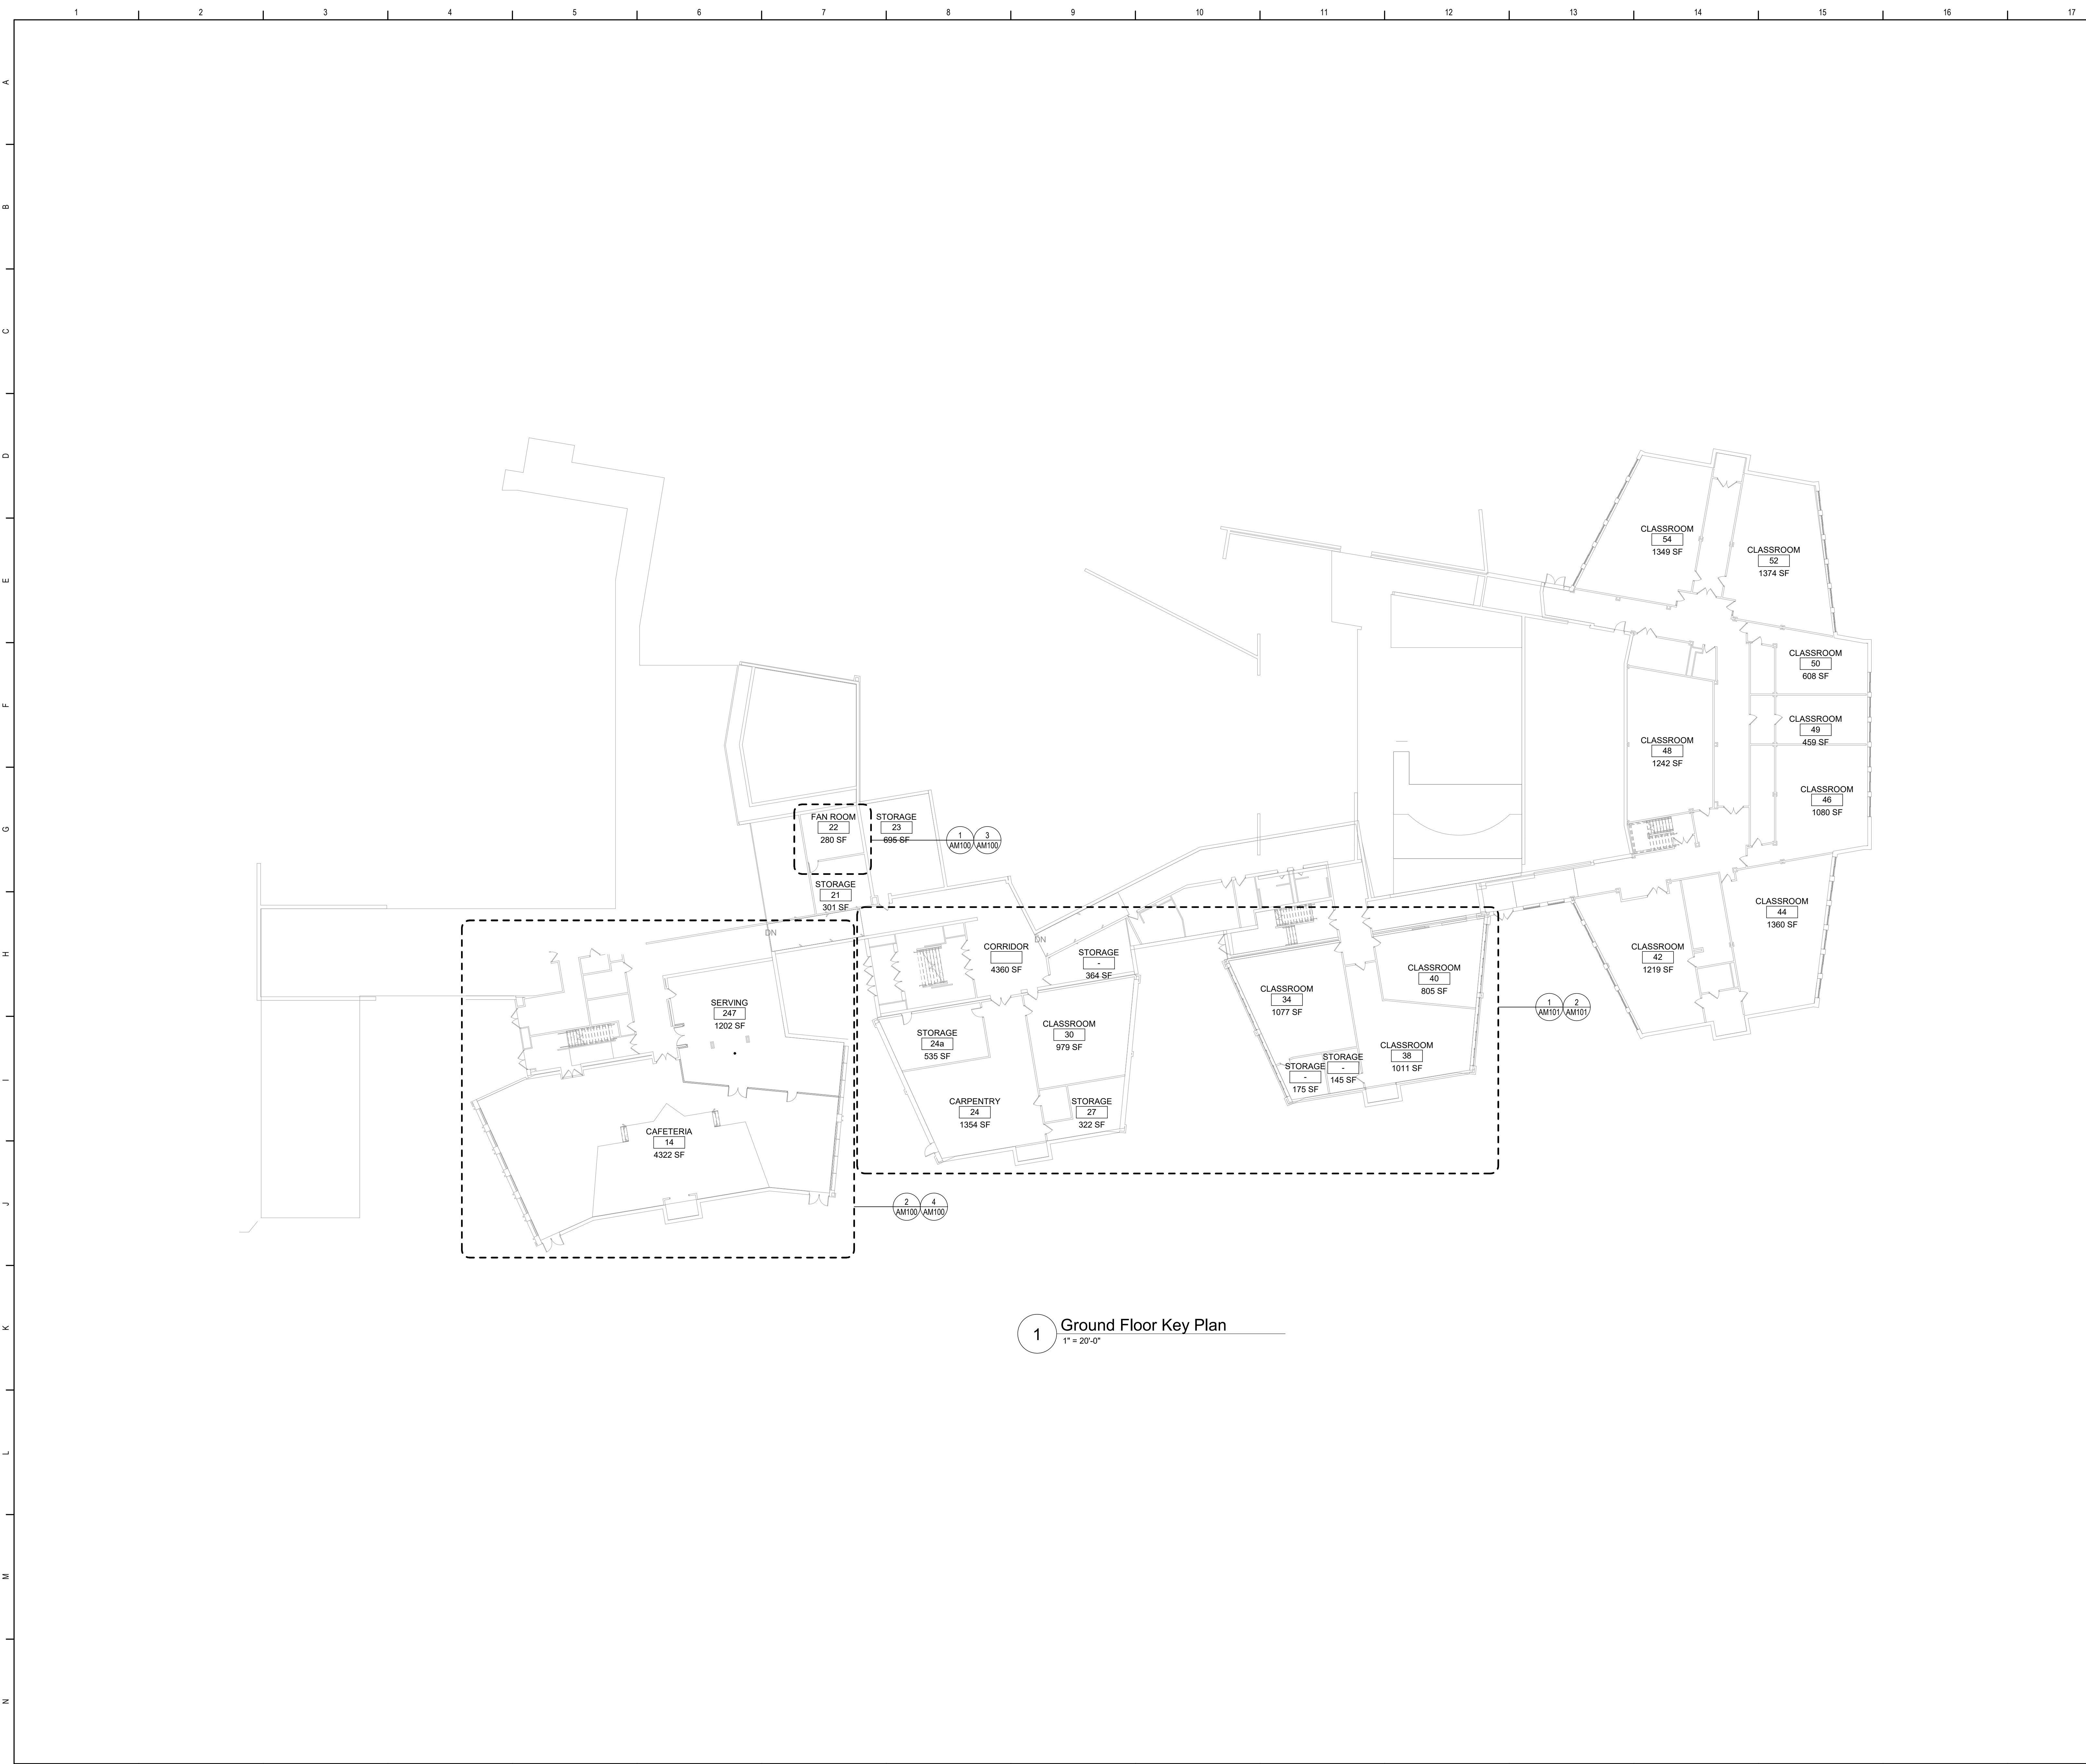 1 2 3 4 5 6 7 8 9 10 11 12 13 14 15 16 17
A
B
C
D
E
F
G
H
I
J
K
L
M
N
CLASSROOM
54
1349 SF
CLASSROOM
52
1374 SF
CLASSROOM
50
608 SF
CLASSROOM
49
459 SF
CLASSROOM
48
1242 SF
CLASSROOM
46
1080 SF
FAN ROOM
22
280 SF
STORAGE
23
695 SF
1
AM100
3
AM100
STORAGE
21
301 SF
CLASSROOM
44
1360 SF
CLASSROOM
42
1219 SF
DN
DN
CORRIDOR
4360 SF
STORAGE
-
364 SF
CLASSROOM
40
805 SF
CLASSROOM
34
1077 SF
1
AM101
2
AM101
SERVING
247
1202 SF
STORAGE
24a
535 SF
CLASSROOM
30
979 SF
CLASSROOM
38
1011 SF
STORAGE
-
145 SF
STORAGE
-
175 SF
CARPENTRY
24
1354 SF
STORAGE
27
322 SF
CAFETERIA
14
4322 SF
2
AM100
4
AM100
1
Ground Floor Key Plan
1" = 20'-0"